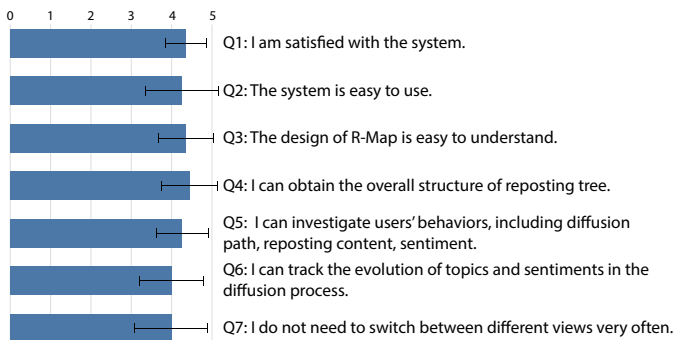 0 1 2 3 4 5
Q1: I am satisfied with the system.
Q2: The system is easy to use.
Q3: The design of R-Map is easy to understand.
Q4: I can obtain the overall structure of reposting tree.
Q5: I can investigate users' behaviors, including diffusion
path, reposting content, sentiment.
Q6: I can track the evolution of topics and sentiments in the
diffusion process.
Q7: I do not need to switch between different views very often.